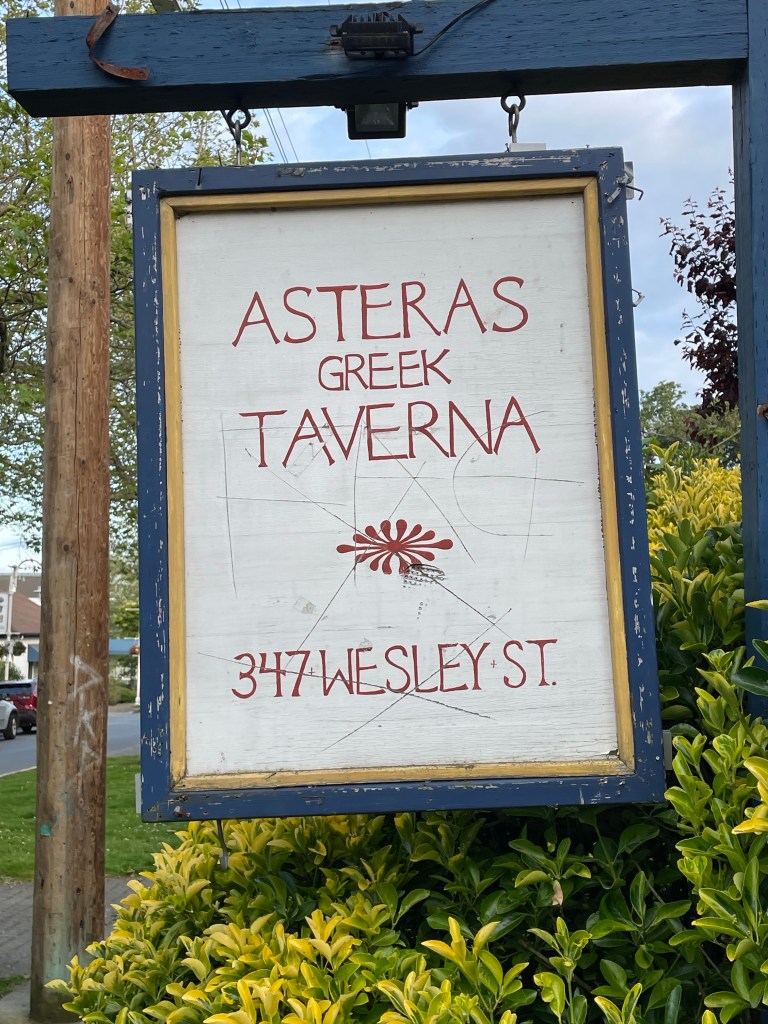 ASTERAS
GREEK
TAVERNA
347+WESLEY+ST.